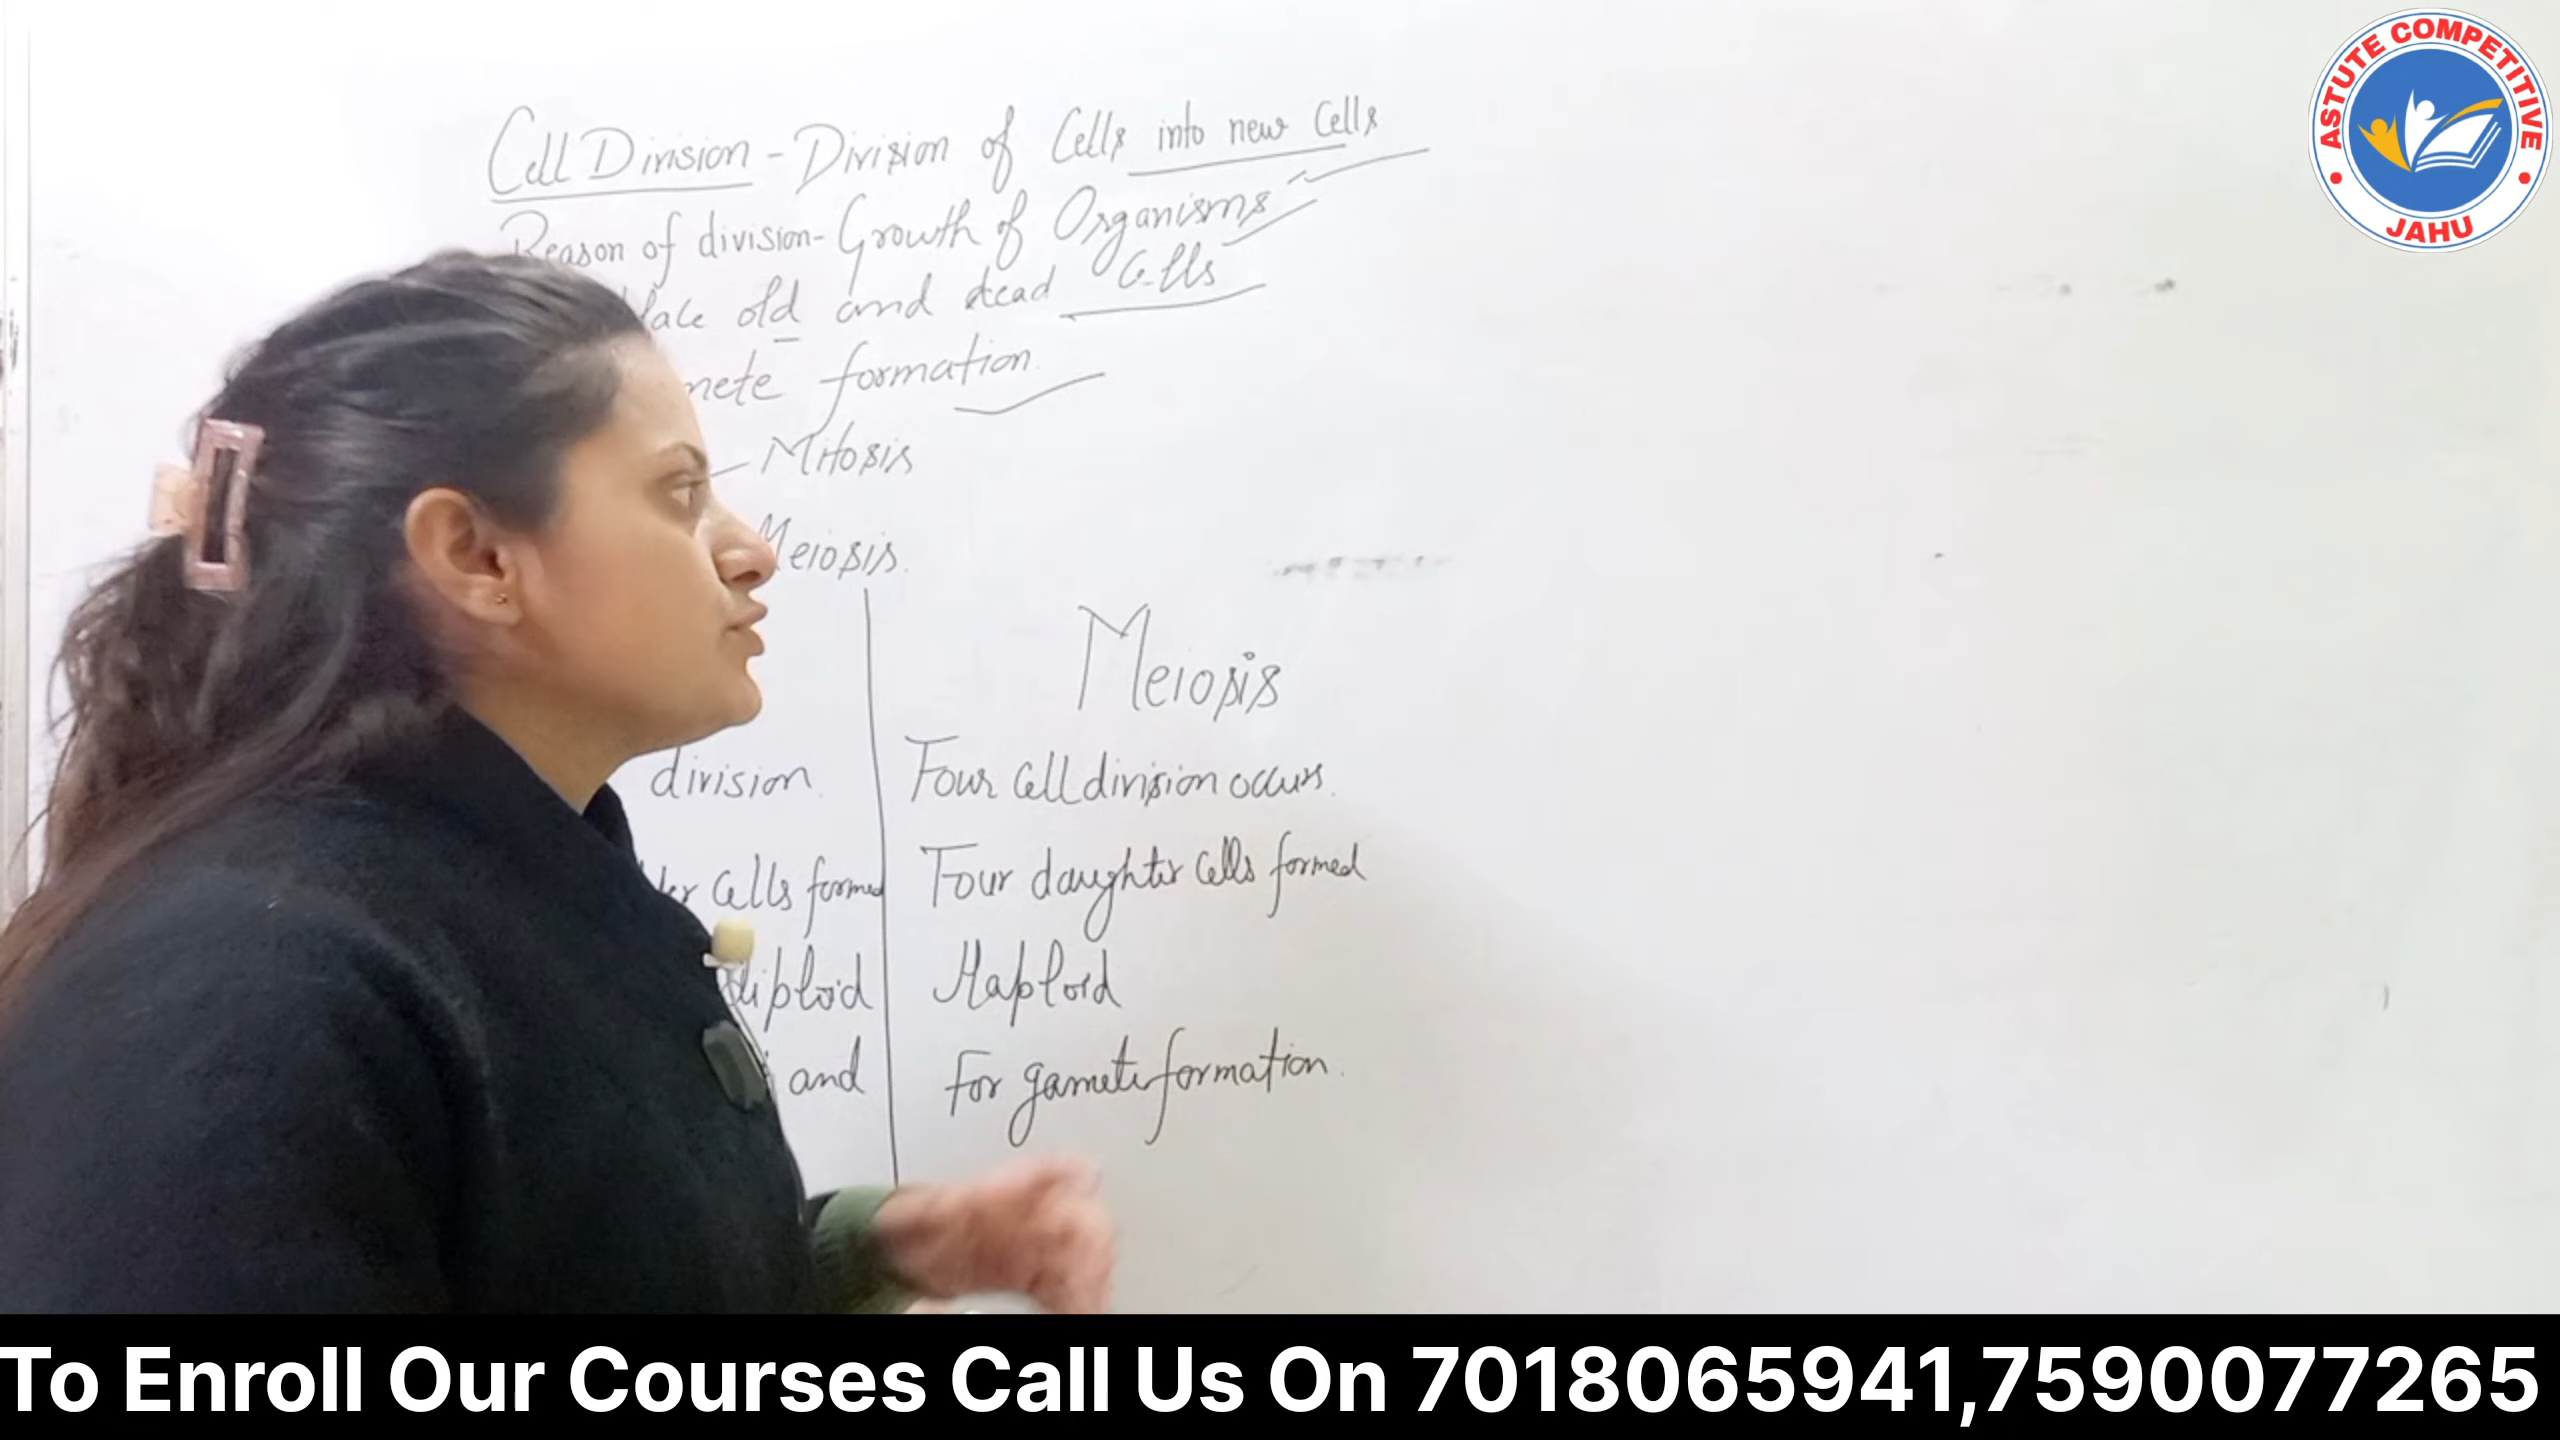 Cell Division - Division of Cells into new Cells
Reason of division - Growth of Organisms
old and dead Cells
formation.
Mitosis
Meiosis.
Meiosis
division. Four Cell division occurs.
Cells formed Four daughter Cells formed
diploid Haploid
and For gamete formation.
ASTUTE COMPETITIVE
JAHU
To Enroll Our Courses Call Us On 7018065941,7590077265